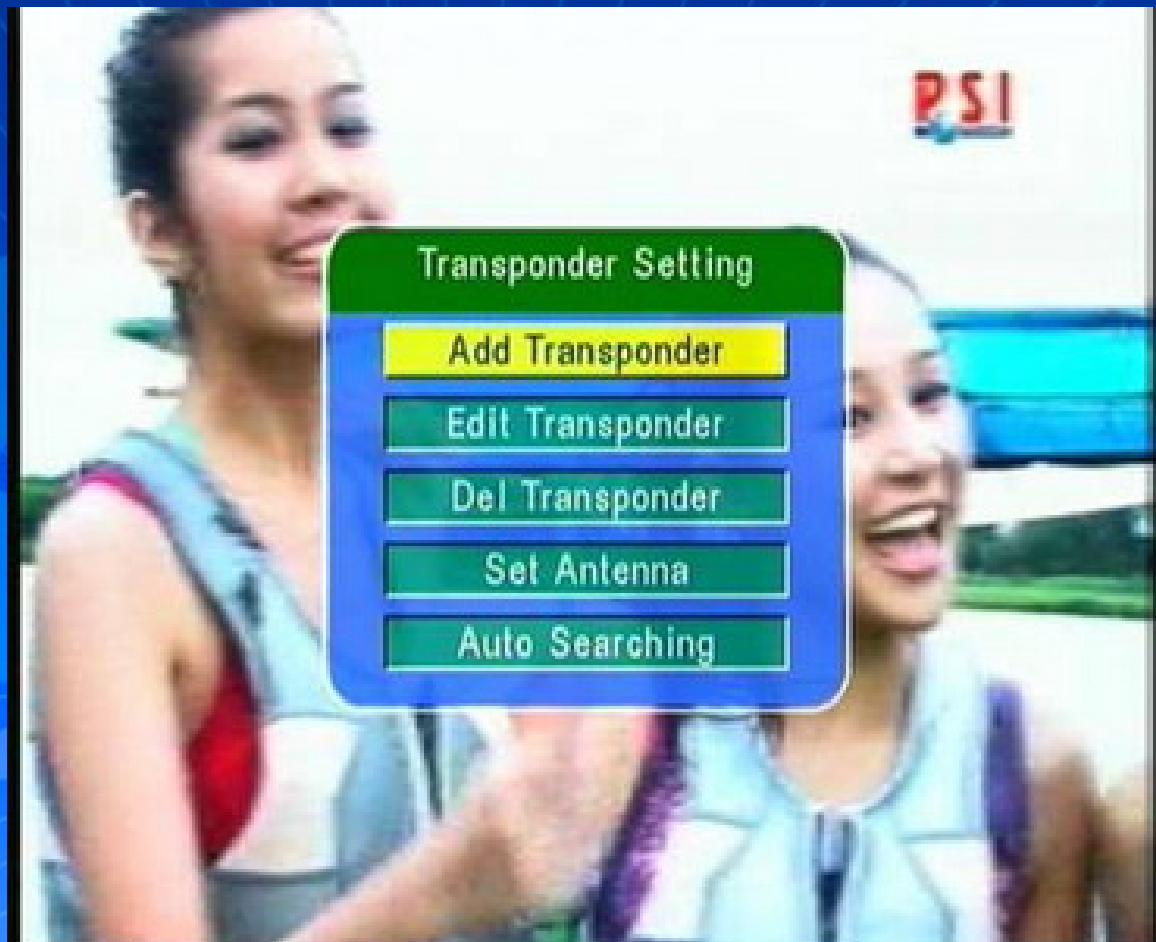 PSI
Transponder Setting
Add Transponder
Edit Transponder
Del Transponder
Set Antenna
Auto Searching